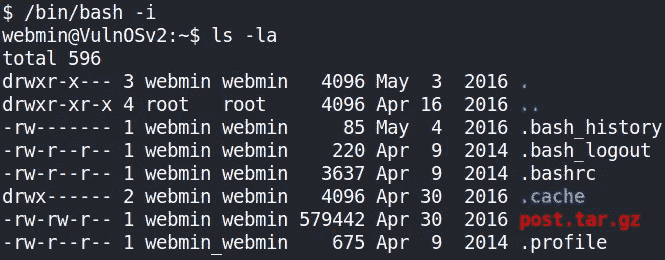 $ /bin/bash -i
webmin@VulnOSv2:~$ ls -la
total 596
drwxr-x--- 3 webmin webmin   4096 May  3  2016 .
drwxr-xr-x 4 root   root     4096 Apr 16  2016 ..
-rw------- 1 webmin webmin     85 May  4  2016 .bash_history
-rw-r--r-- 1 webmin webmin    220 Apr  9  2014 .bash_logout
-rw-r--r-- 1 webmin webmin   3637 Apr  9  2014 .bashrc
drwx------ 2 webmin webmin   4096 Apr 30  2016 .cache
-rw-rw-r-- 1 webmin webmin 579442 Apr 30  2016 post.tar.gz
-rw-r--r-- 1 webmin webmin    675 Apr  9  2014 .profile